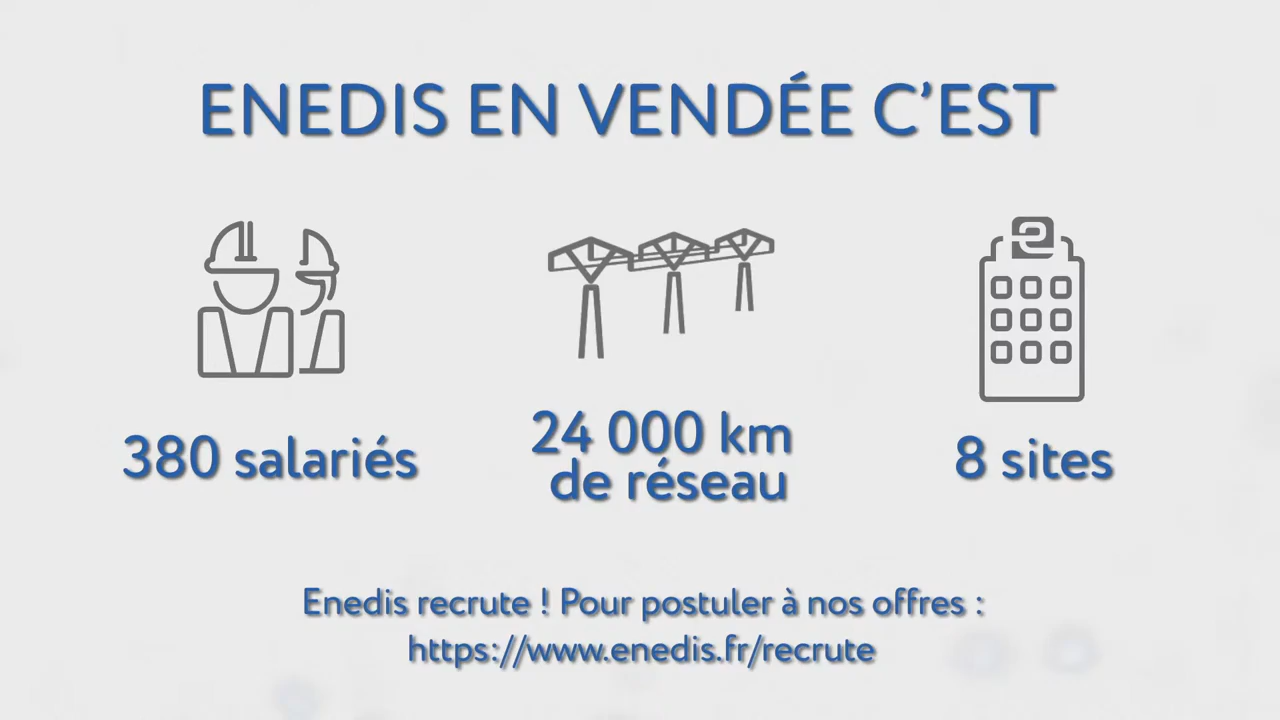 ENEDIS EN VENDÉE C’EST
380 salariés
24 000 km
de réseau
8 sites
Enedis recrute ! Pour postuler à nos offres :
https://www.enedis.fr/recrute